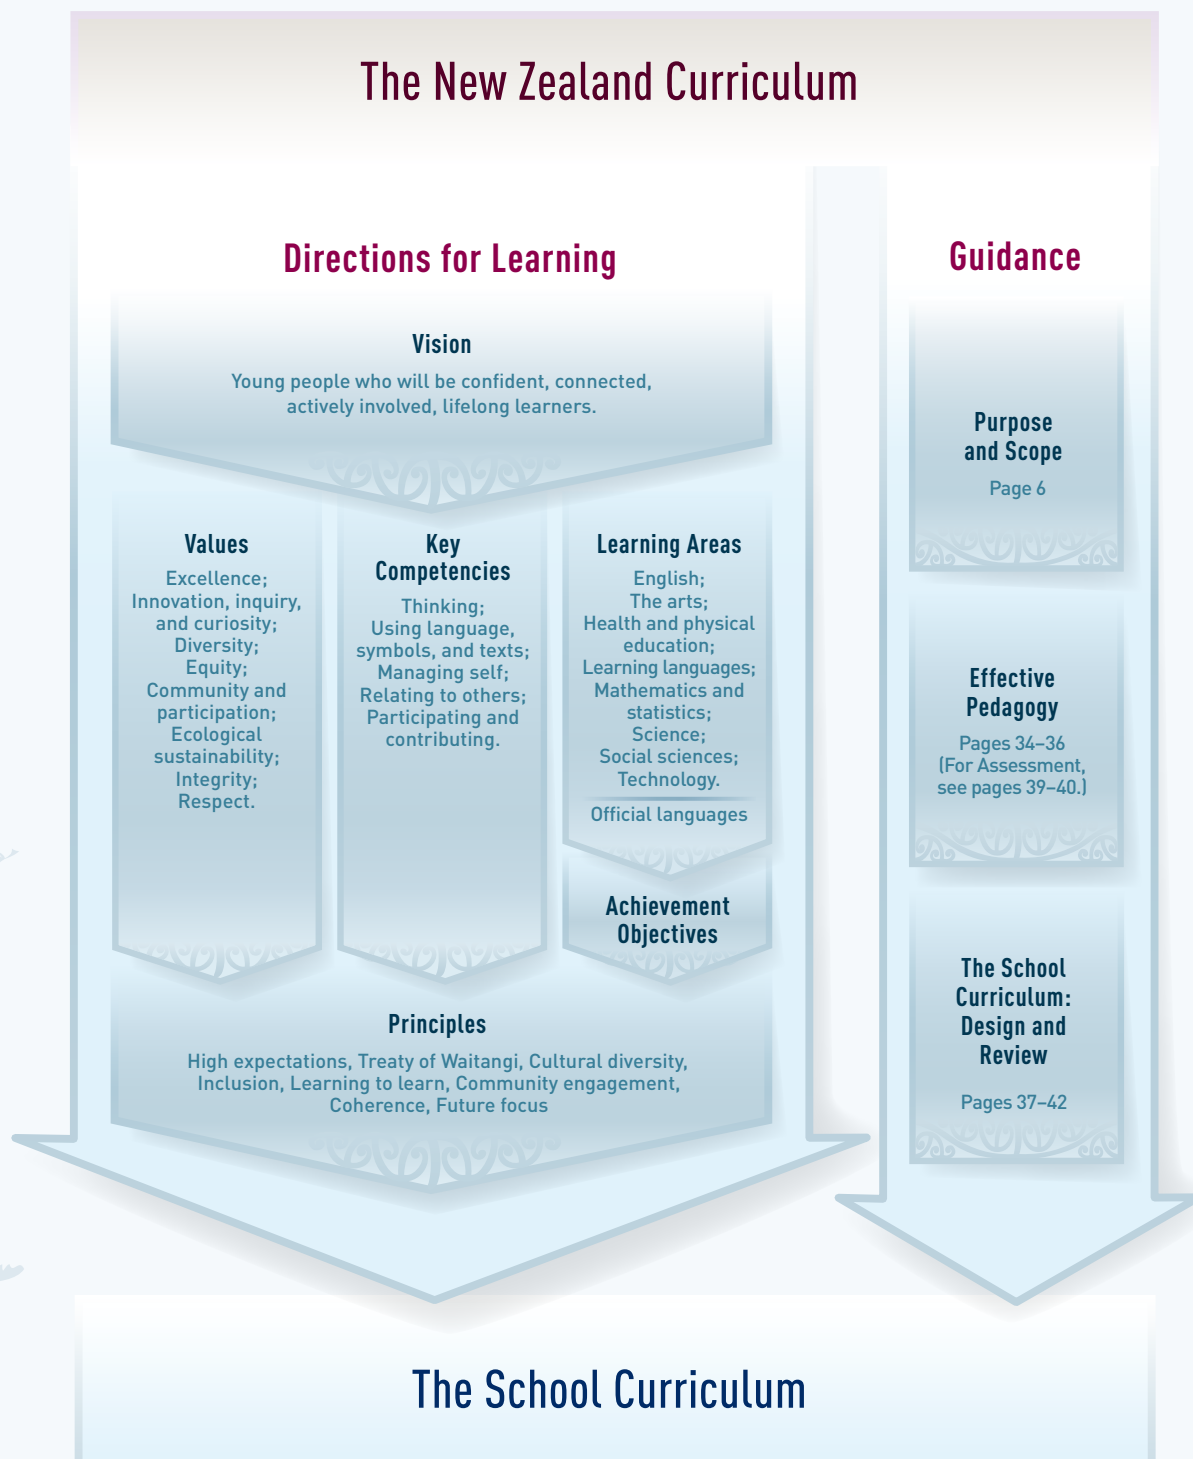 The New Zealand Curriculum
Directions for Learning
Vision
Young people who will be confident, connected,
actively involved, lifelong learners.
Values
Excellence;
Innovation, inquiry,
and curiosity;
Diversity;
Equity;
Community and
participation;
Ecological
sustainability;
Integrity;
Respect.
Key
Competencies
Thinking;
Using language,
symbols, and texts;
Managing self;
Relating to others;
Participating and
contributing.
Learning Areas
English;
The arts;
Health and physical
education;
Learning languages;
Mathematics and
statistics;
Science;
Social sciences;
Technology.
Official languages
Achievement
Objectives
Principles
High expectations, Treaty of Waitangi, Cultural diversity,
Inclusion, Learning to learn, Community engagement,
Coherence, Future focus
Guidance
Purpose
and Scope
Page 6
Effective
Pedagogy
Pages 34–36
(For Assessment,
see pages 39–40.)
The School
Curriculum:
Design and
Review
Pages 37–42
The School Curriculum